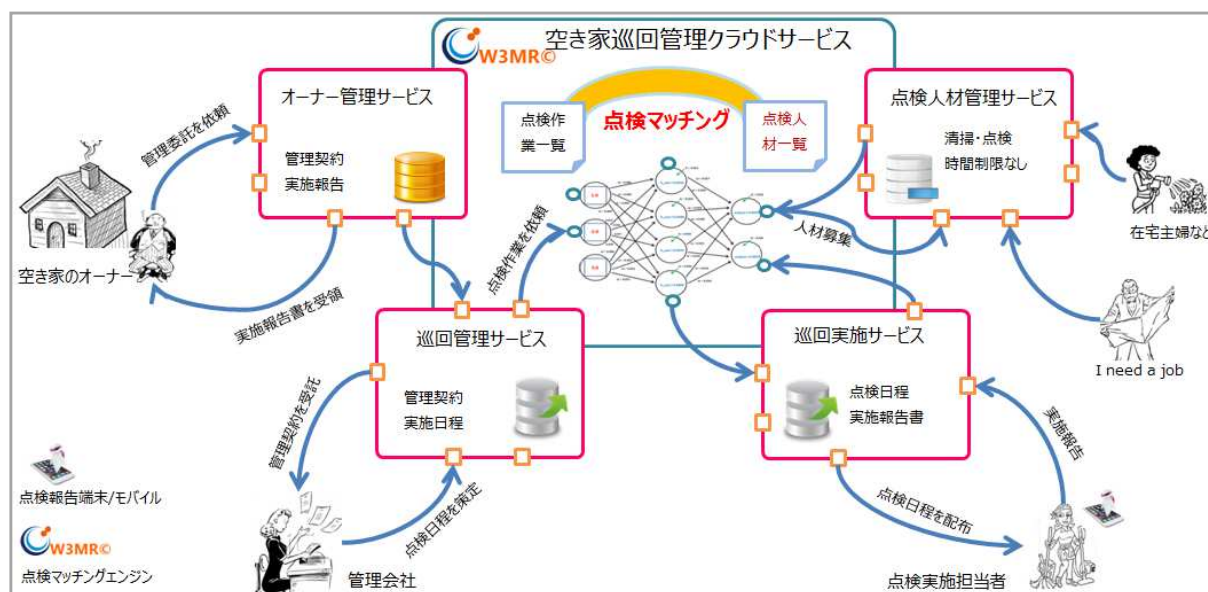 空き家巡回管理クラウドサービス
W3MR©
オーナー管理サービス
管理契約
実施報告
点検作
業一覧
点検マッチング
点検人
材一覧
点検人材管理サービス
清掃・点検
時間制限なし
管理委託を依頼
空き家のオーナー
実施報告書を受領
点検作業を依頼
人材募集
在宅主婦など
I need a job
巡回管理サービス
管理契約
実施日程
巡回実施サービス
点検日程
実施報告書
管理契約を受託
点検日程を策定
管理会社
実施報告
点検日程を配布
点検実施担当者
点検報告端末/モバイル
W3MR©
点検マッチングエンジン